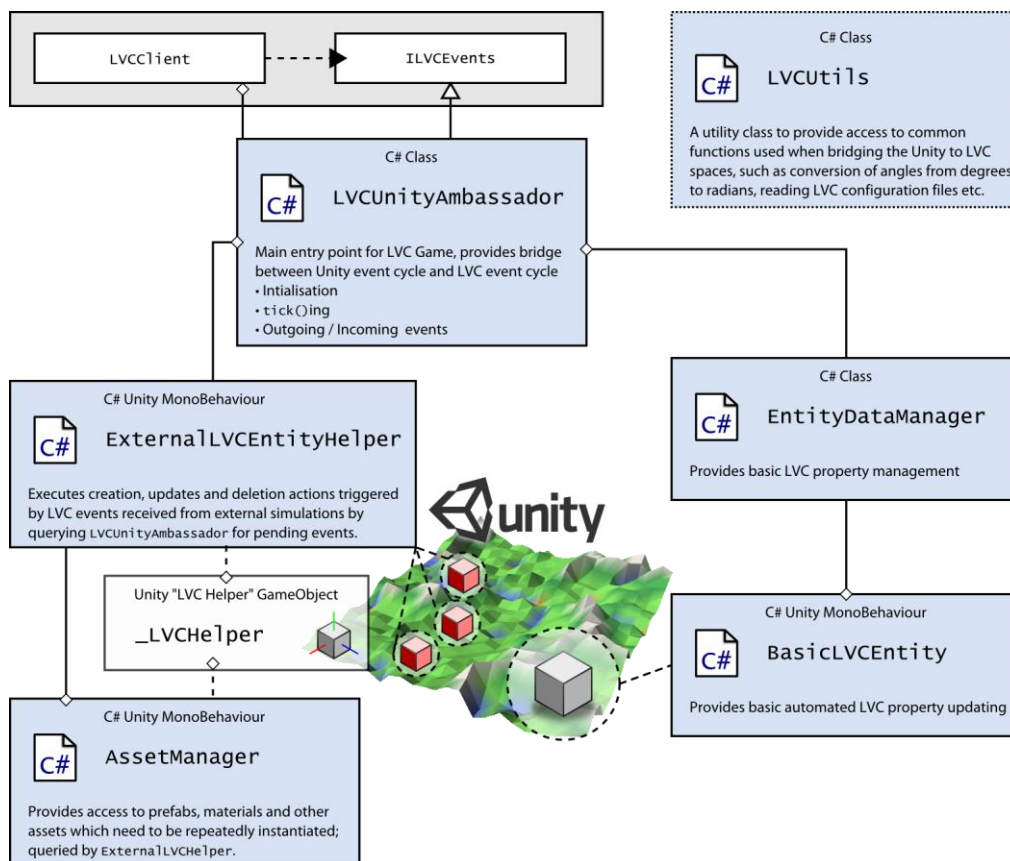 LVCClient
ILVCEvents
C# Class
C#
LVCUtils
A utility class to provide access to common
functions used when bridging the Unity to LVC
spaces, such as conversion of angles from degrees
to radians, reading LVC configuration files etc.
C# Class
C#
LVCUnityAmbassador
Main entry point for LVC Game, provides bridge
between Unity event cycle and LVC event cycle
• Intialisation
• tick()ing
• Outgoing / Incoming events
C# Unity MonoBehaviour
C#
ExternalLVCEntityHelper
Executes creation, updates and deletion actions triggered
by LVC events received from external simulations by
querying LVCUnityAmbassador for pending events.
C# Class
C#
EntityDataManager
Provides basic LVC property management
unity
Unity "LVC Helper" GameObject
_LVCHelper
C# Unity MonoBehaviour
C#
BasicLVCEntity
Provides basic automated LVC property updating
C# Unity MonoBehaviour
C#
AssetManager
Provides access to prefabs, materials and other
assets which need to be repeatedly instantiated;
queried by ExternalLVCHelper.